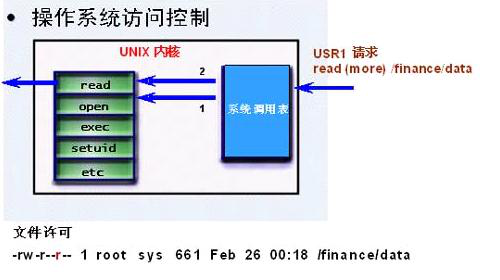 • 操作系统访问控制
UNIX 内核
USR1 请求
read (more) /finance/data
read
open
exec
setuid
etc
2
1
系统调用表
文件许可
-rw-r--r-- 1 root sys 661 Feb 26 00:18 /finance/data